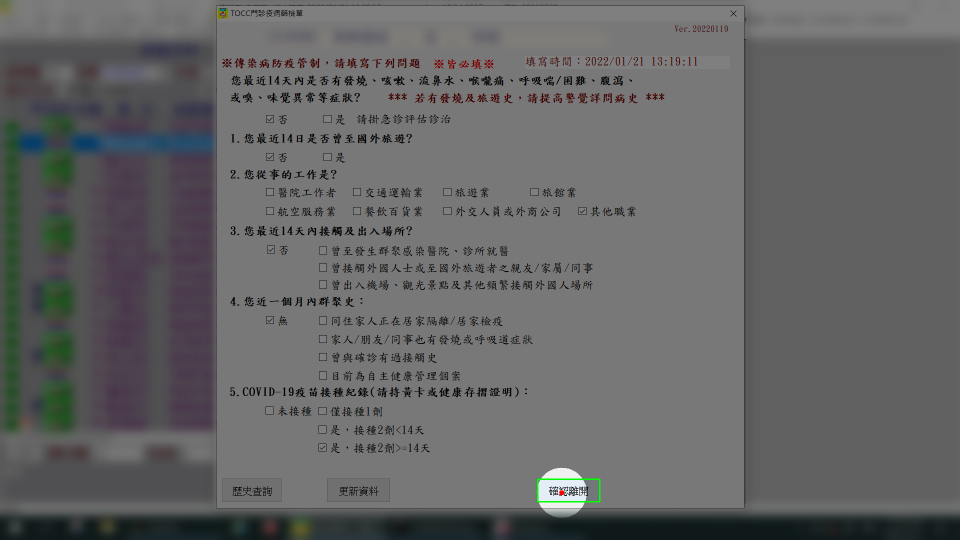 TOCC門診疫病篩檢單
Ver.20220119
※傳染病防疫管制，請填寫下列問題 ※皆必填※ 填寫時間：2022/01/21 13:19:11
您最近14天內是否有發燒、咳嗽、流鼻水、喉嚨痛、呼吸喘/困難、腹瀉、
或嗅、味覺異常等症狀? *** 若有發燒及旅遊史，請提高警覺詳問病史 ***
否 是 請掛急診評估診治
1.您最近14日是否曾至國外旅遊?
否 是
2.您從事的工作是?
醫院工作者 交通運輸業 旅遊業 旅館業
航空服務業 餐飲百貨業 外交人員或外商公司 其他職業
3.您最近14天內接觸及出入場所?
否 曾至發生群聚感染醫院、診所就醫
曾接觸外國人士或至國外旅遊者之親友/家屬/同事
曾出入機場、觀光景點及其他頻繁接觸外國人場所
4.您近一個月內群聚史：
無 同住家人正在居家隔離/居家檢疫
家人/朋友/同事也有發燒或呼吸道症狀
曾與確診有過接觸史
目前為自主健康管理個案
5.COVID-19疫苗接種紀錄(請持黃卡或健康存摺證明)：
未接種 僅接種1劑
是，接種2劑<14天
是，接種2劑>=14天
歷史查詢 更新資料 確認離開